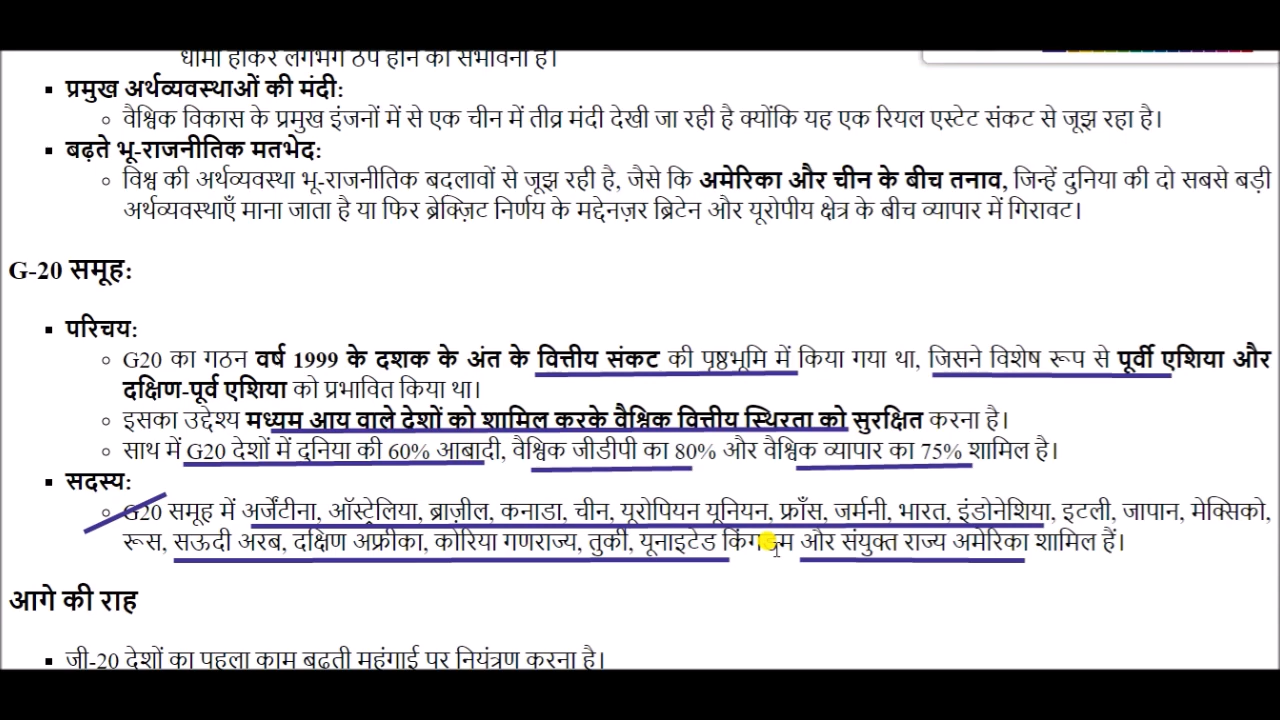 धीमी होकर लगभग ठप होने की संभावना है।
▪ प्रमुख अर्थव्यवस्थाओं की मंदी:
○ वैश्विक विकास के प्रमुख इंजनों में से एक चीन में तीव्र मंदी देखी जा रही है क्योंकि यह एक रियल एस्टेट संकट से जूझ रहा है।
▪ बढ़ते भू-राजनीतिक मतभेद:
○ विश्व की अर्थव्यवस्था भू-राजनीतिक बदलावों से जूझ रही है, जैसे कि अमेरिका और चीन के बीच तनाव, जिन्हें दुनिया की दो सबसे बड़ी
अर्थव्यवस्थाएँ माना जाता है या फिर ब्रेक्ज़िट निर्णय के मद्देनज़र ब्रिटेन और यूरोपीय क्षेत्र के बीच व्यापार में गिरावट।
G-20 समूह:
▪ परिचय:
○ G20 का गठन वर्ष 1999 के दशक के अंत के वित्तीय संकट की पृष्ठभूमि में किया गया था, जिसने विशेष रूप से पूर्वी एशिया और
दक्षिण-पूर्व एशिया को प्रभावित किया था।
○ इसका उद्देश्य मध्यम आय वाले देशों को शामिल करके वैश्विक वित्तीय स्थिरता को सुरक्षित करना है।
○ साथ में G20 देशों में दुनिया की 60% आबादी, वैश्विक जीडीपी का 80% और वैश्विक व्यापार का 75% शामिल है।
▪ सदस्य:
○ G20 समूह में अर्जेंटीना, ऑस्ट्रेलिया, ब्राज़ील, कनाडा, चीन, यूरोपियन यूनियन, फ्राँस, जर्मनी, भारत, इंडोनेशिया, इटली, जापान, मेक्सिको,
रूस, सऊदी अरब, दक्षिण अफ्रीका, कोरिया गणराज्य, तुर्की, यूनाइटेड किंगडम और संयुक्त राज्य अमेरिका शामिल हैं।
आगे की राह
▪ जी-20 देशों का पहला काम बढ़ती महंगाई पर नियंत्रण करना है।